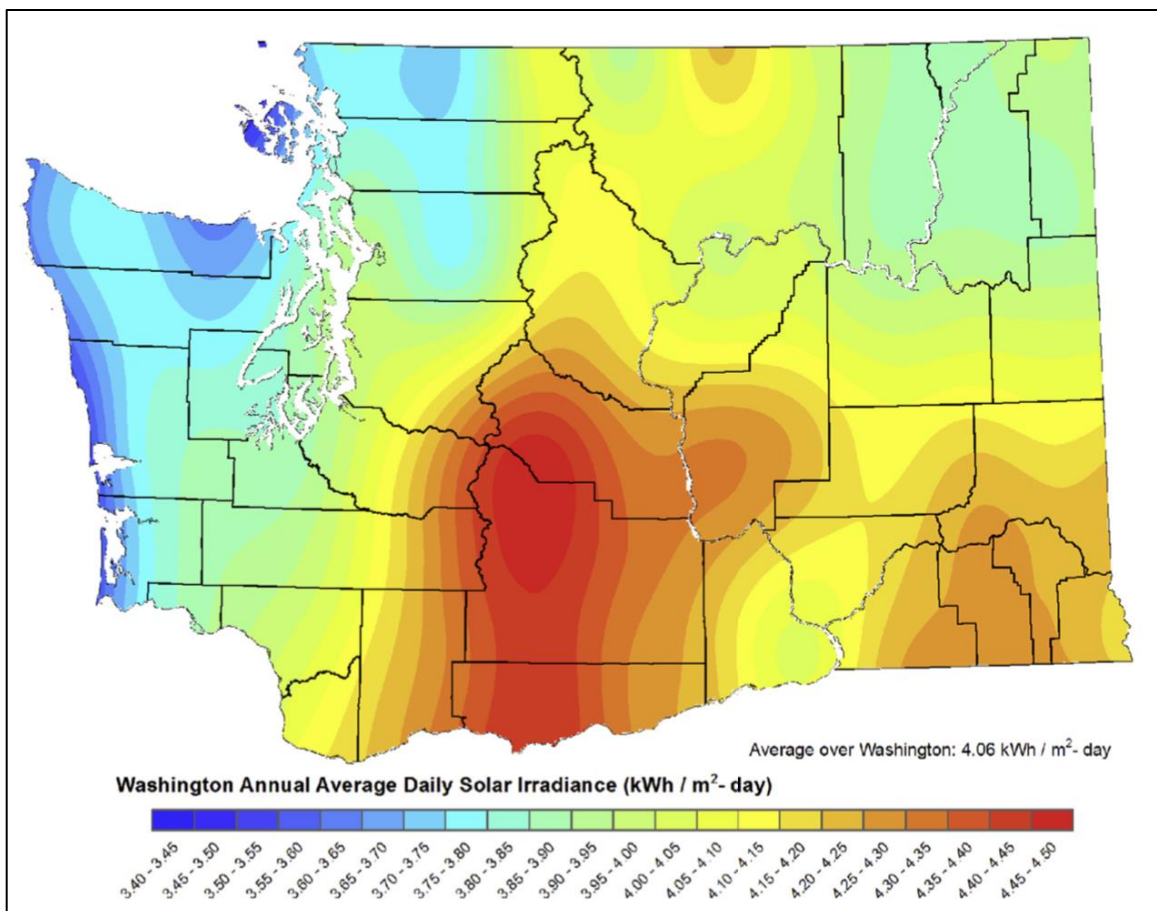 Average over Washington: 4.06 kWh / m²- day
Washington Annual Average Daily Solar Irradiance (kWh / m²- day)
3.40 - 3.45
3.45 - 3.50
3.50 - 3.55
3.55 - 3.60
3.60 - 3.65
3.65 - 3.70
3.70 - 3.75
3.75 - 3.80
3.80 - 3.85
3.85 - 3.90
3.90 - 3.95
3.95 - 4.00
4.00 - 4.05
4.05 - 4.10
4.10 - 4.15
4.15 - 4.20
4.20 - 4.25
4.25 - 4.30
4.30 - 4.35
4.35 - 4.40
4.40 - 4.45
4.45 - 4.50